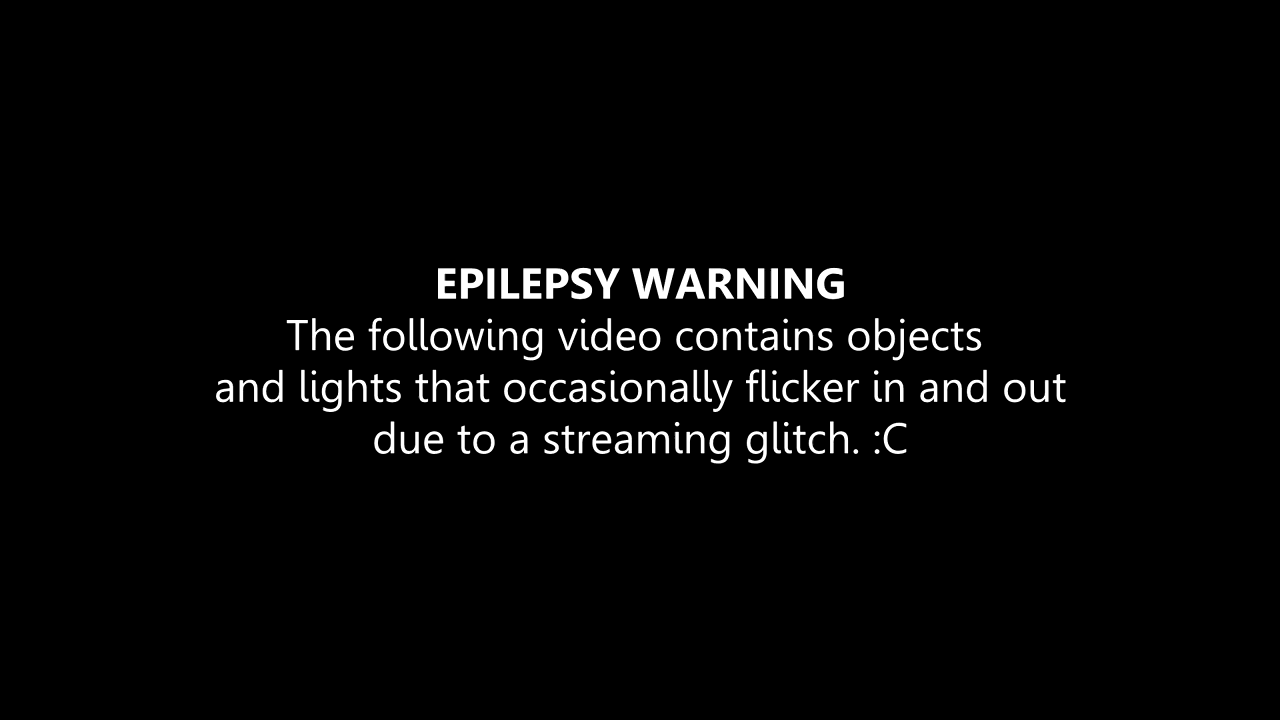 EPILEPSY WARNING
The following video contains objects
and lights that occasionally flicker in and out
due to a streaming glitch. :C